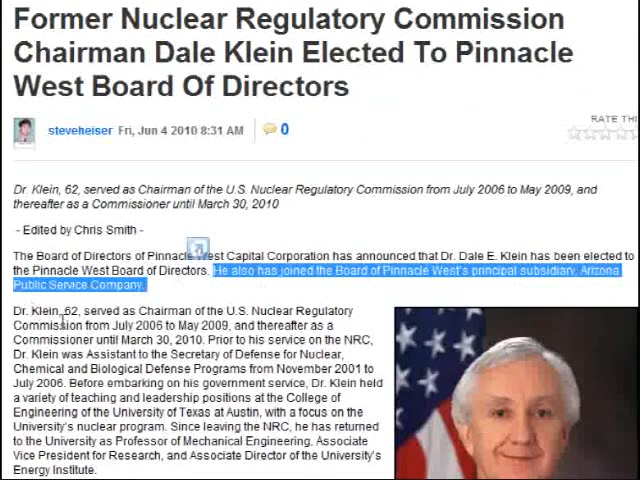 Former Nuclear Regulatory Commission
Chairman Dale Klein Elected To Pinnacle
West Board Of Directors
steveheiser Fri, Jun 4 2010 8:31 AM 0
RATE THI
Dr. Klein, 62, served as Chairman of the U.S. Nuclear Regulatory Commission from July 2006 to May 2009, and
thereafter as a Commissioner until March 30, 2010
- Edited by Chris Smith -
The Board of Directors of Pinnacle West Capital Corporation has announced that Dr. Dale E. Klein has been elected to
the Pinnacle West Board of Directors. He also has joined the Board of Pinnacle West's principal subsidiary, Arizona
Public Service Company.
Dr. Klein, 62, served as Chairman of the U.S. Nuclear Regulatory
Commission from July 2006 to May 2009, and thereafter as a
Commissioner until March 30, 2010. Prior to his service on the NRC,
Dr. Klein was Assistant to the Secretary of Defense for Nuclear,
Chemical and Biological Defense Programs from November 2001 to
July 2006. Before embarking on his government service, Dr. Klein held
a variety of teaching and leadership positions at the College of
Engineering of the University of Texas at Austin, with a focus on the
University's nuclear program. Since leaving the NRC, he has returned
to the University as Professor of Mechanical Engineering, Associate
Vice President for Research, and Associate Director of the University's
Energy Institute.